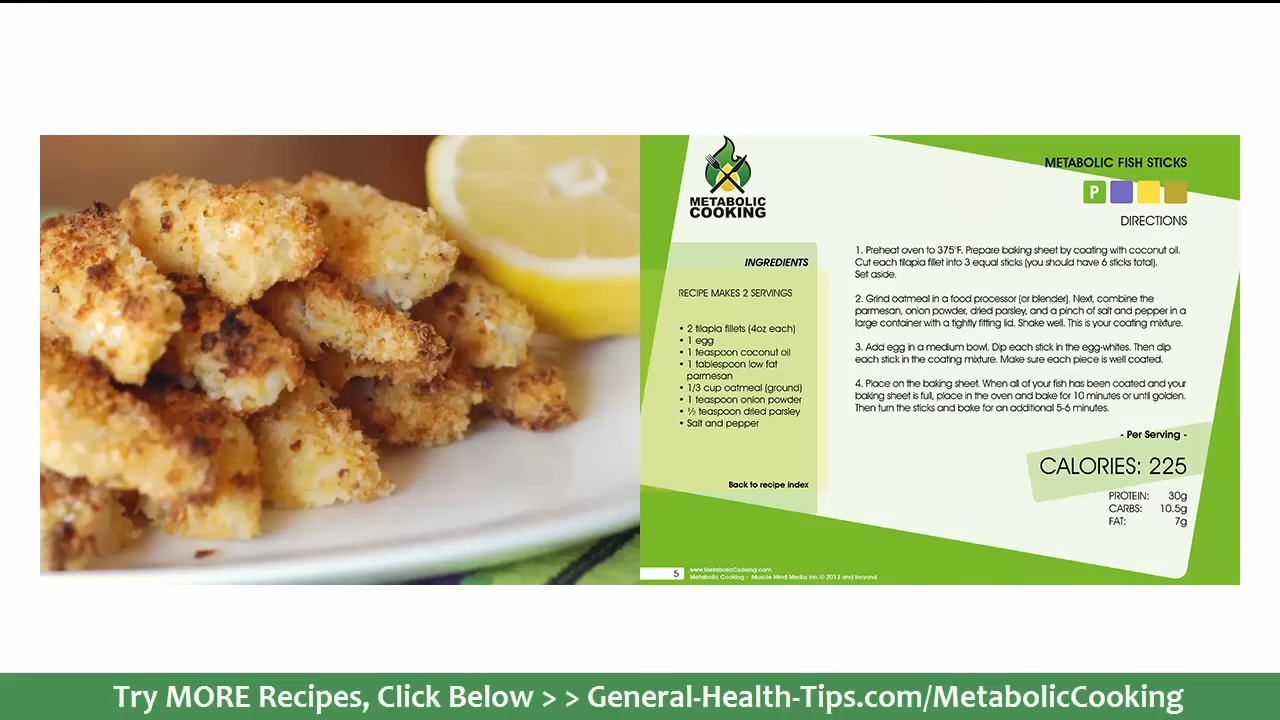 METABOLIC
COOKING
METABOLIC FISH STICKS
P
DIRECTIONS
INGREDIENTS
RECIPE MAKES 2 SERVINGS
• 2 tilapia fillets (4oz each)
• 1 egg
• 1 teaspoon coconut oil
• 1 tablespoon low fat
parmesan
• 1/3 cup oatmeal (ground)
• 1 teaspoon onion powder
• ½ teaspoon dried parsley
• Salt and pepper
Back to recipe index
1. Preheat oven to 375°F. Prepare baking sheet by coating with coconut oil.
Cut each tilapia fillet into 3 equal sticks (you should have 6 sticks total).
Set aside.
2. Grind oatmeal in a food processor (or blender). Next, combine the
parmesan, onion powder, dried parsley, and a pinch of salt and pepper in a
large container with a tightly fitting lid. Shake well. This is your coating mixture.
3. Add egg in a medium bowl. Dip each stick in the egg-whites. Then dip
each stick in the coating mixture. Make sure each piece is well coated.
4. Place on the baking sheet. When all of your fish has been coated and your
baking sheet is full, place in the oven and bake for 10 minutes or until golden.
Then turn the sticks and bake for an additional 5-6 minutes.
- Per Serving -
CALORIES: 225
PROTEIN: 30g
CARBS: 10.5g
FAT: 7g
5
www.MetabolicCooking.com
Metabolic Cooking - Muscle Mind Media Inc. © 2013 and beyond
Try MORE Recipes, Click Below > > General-Health-Tips.com/MetabolicCooking